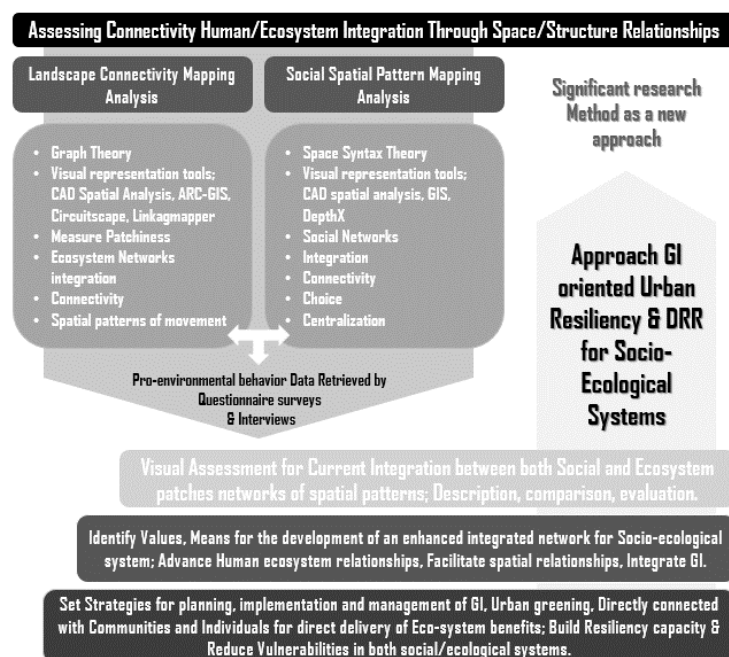 Assessing Connectivity Human/Ecosystem Integration Through Space/Structure Relationships
Landscape Connectivity Mapping
Analysis
Social Spatial Pattern Mapping
Analysis
Significant research
Method as a new
approach
• Graph Theory
• Visual representation tools;
CAD Spatial Analysis, ARC-GIS,
Circuitscape, Linkagmapper
• Measure Patchiness
• Ecosystem Networks
integration
• Connectivity
• Spatial patterns of movement
• Space Syntax Theory
• Visual representation tools;
CAD spatial analysis, GIS,
DepthX
• Social Networks
• Integration
• Connectivity
• Choice
• Centralization
Approach GI
oriented Urban
Resiliency & DRR
for Socio-
Ecological
Systems
Pro-environmental behavior Data Retrieved by
Questionnaire surveys
& Interviews
Visual Assessment for Current Integration between both Social and Ecosystem
patches networks of spatial patterns; Description, comparison, evaluation.
Identify Values, Means for the development of an enhanced integrated network for Socio-ecological
system; Advance Human ecosystem relationships, Facilitate spatial relationships, Integrate GI.
Set Strategies for planning, implementation and management of GI, Urban greening, Directly connected
with Communities and Individuals for direct delivery of Eco-system benefits; Build Resiliency capacity &
Reduce Vulnerabilities in both social/ecological systems.